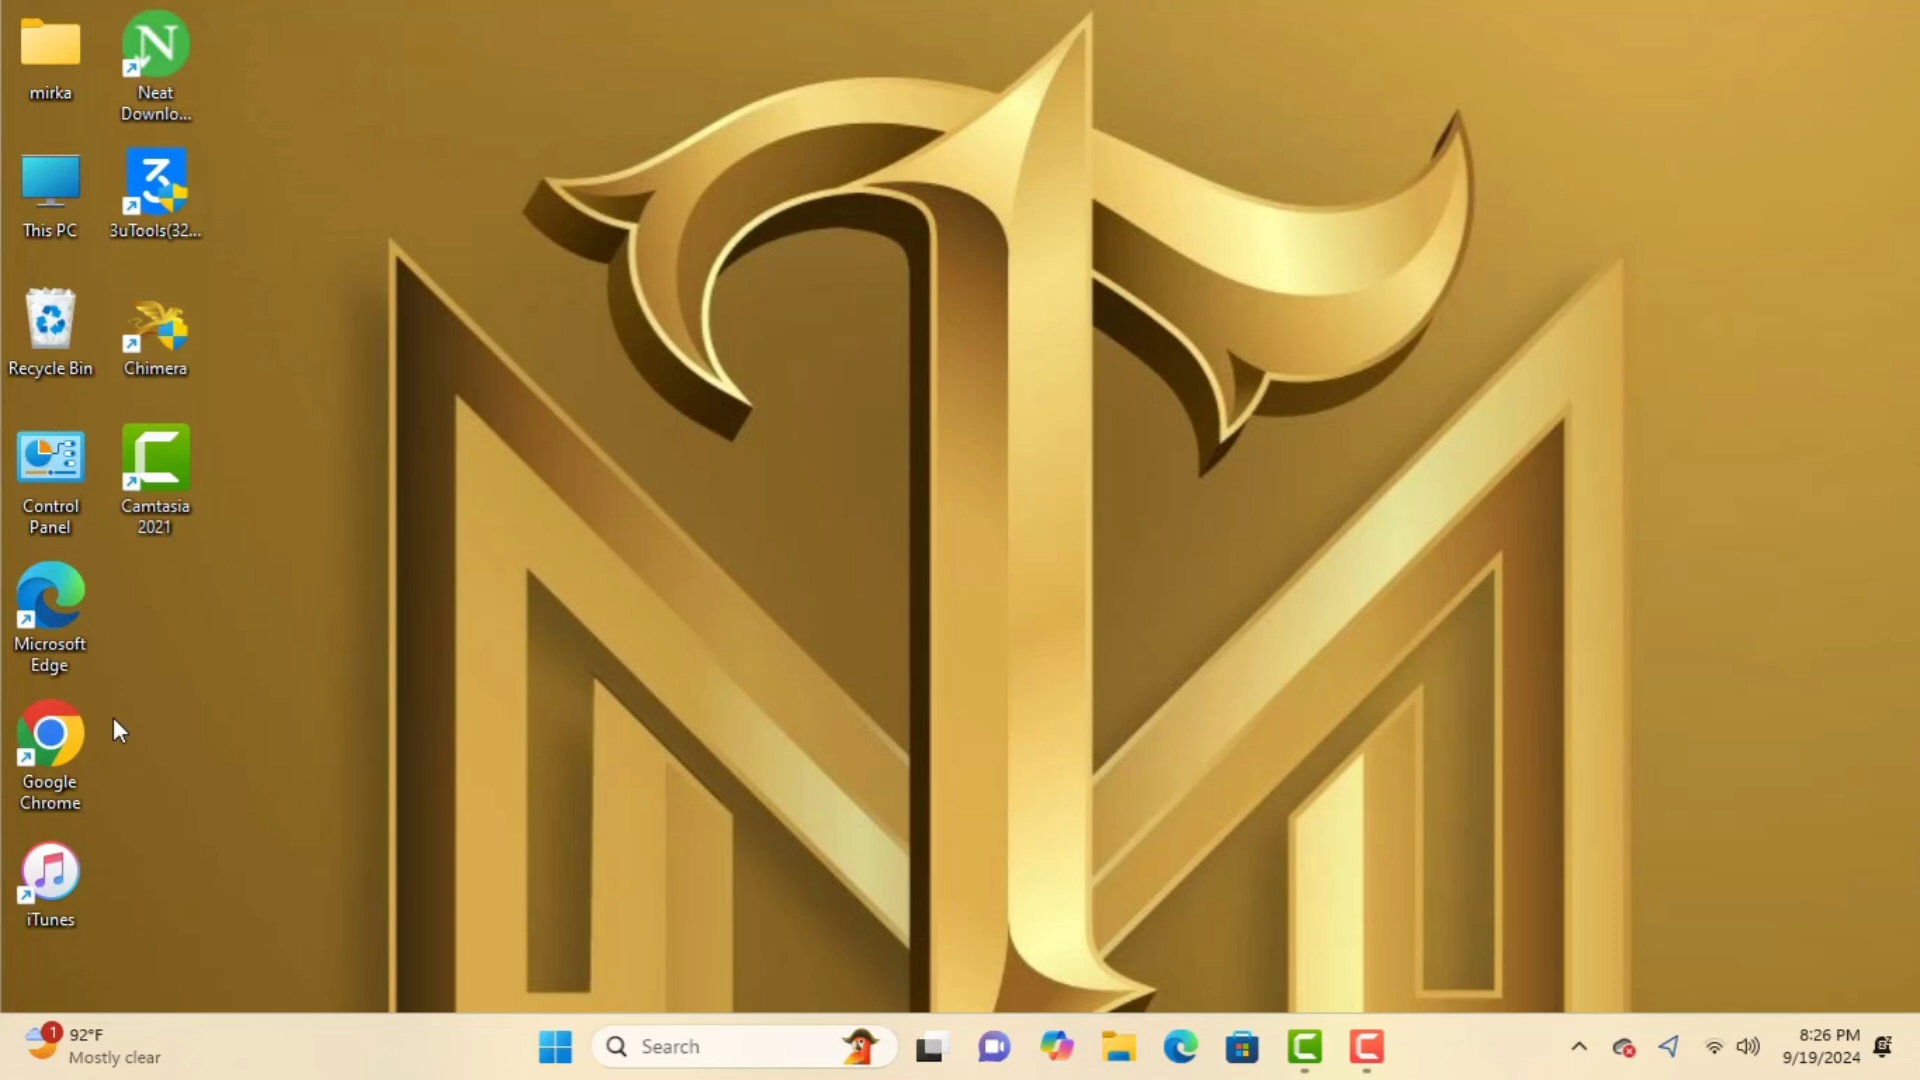 mirka
Neat
Downlo...
This PC
3uTools(32...
Recycle Bin
Chimera
Control
Panel
Camtasia
2021
Microsoft
Edge
Google
Chrome
iTunes
1
92°F
Mostly clear
Search
8:26 PM
9/19/2024